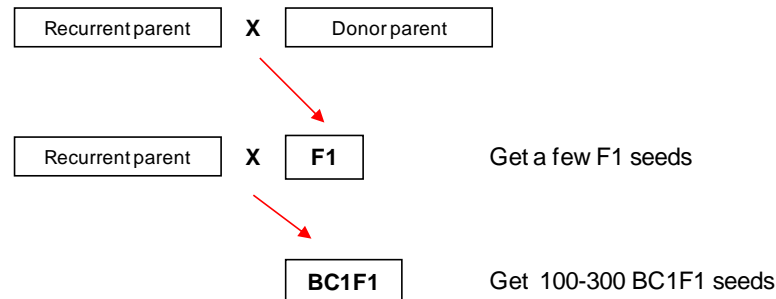 Recurrent parent X Donor parent
Recurrent parent X F1 Get a few F1 seeds
BC1F1 Get 100-300 BC1F1 seeds